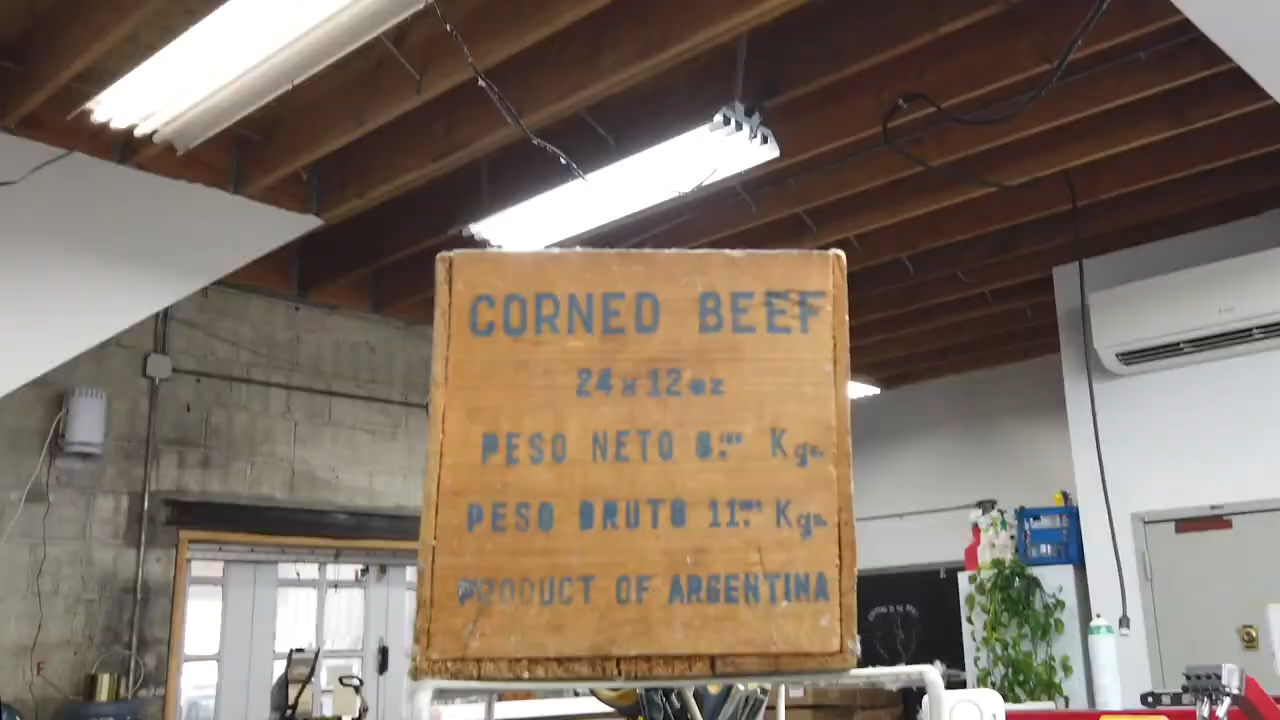 CORNED BEEF
24 x 12 oz
PESO NETO Kgs.
PESO BRUTO Kgs.
PRODUCT OF ARGENTINA